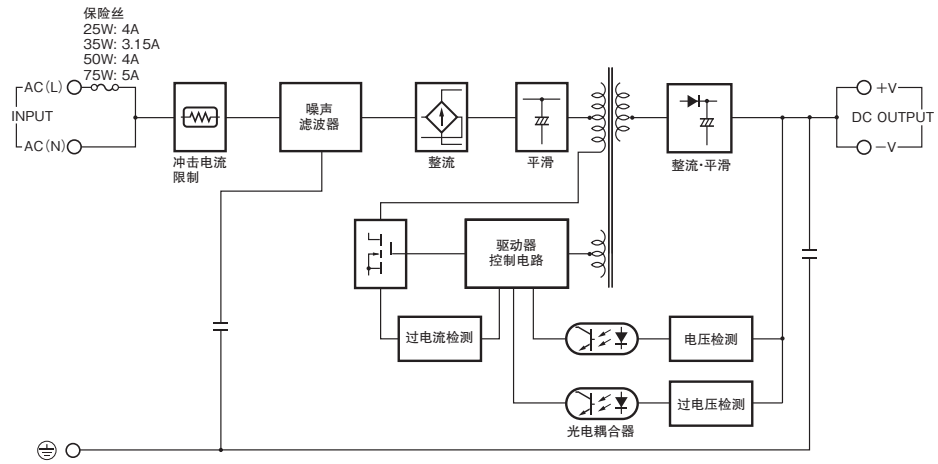 保险丝
25W: 4A
35W: 3.15A
50W: 4A
75W: 5A
AC(L)
INPUT
AC(N)
冲击电流
限制
噪声
滤波器
整流
平滑
整流·平滑
+V
DC OUTPUT
−V
驱动器
控制电路
过电流检测
电压检测
过电压检测
光电耦合器